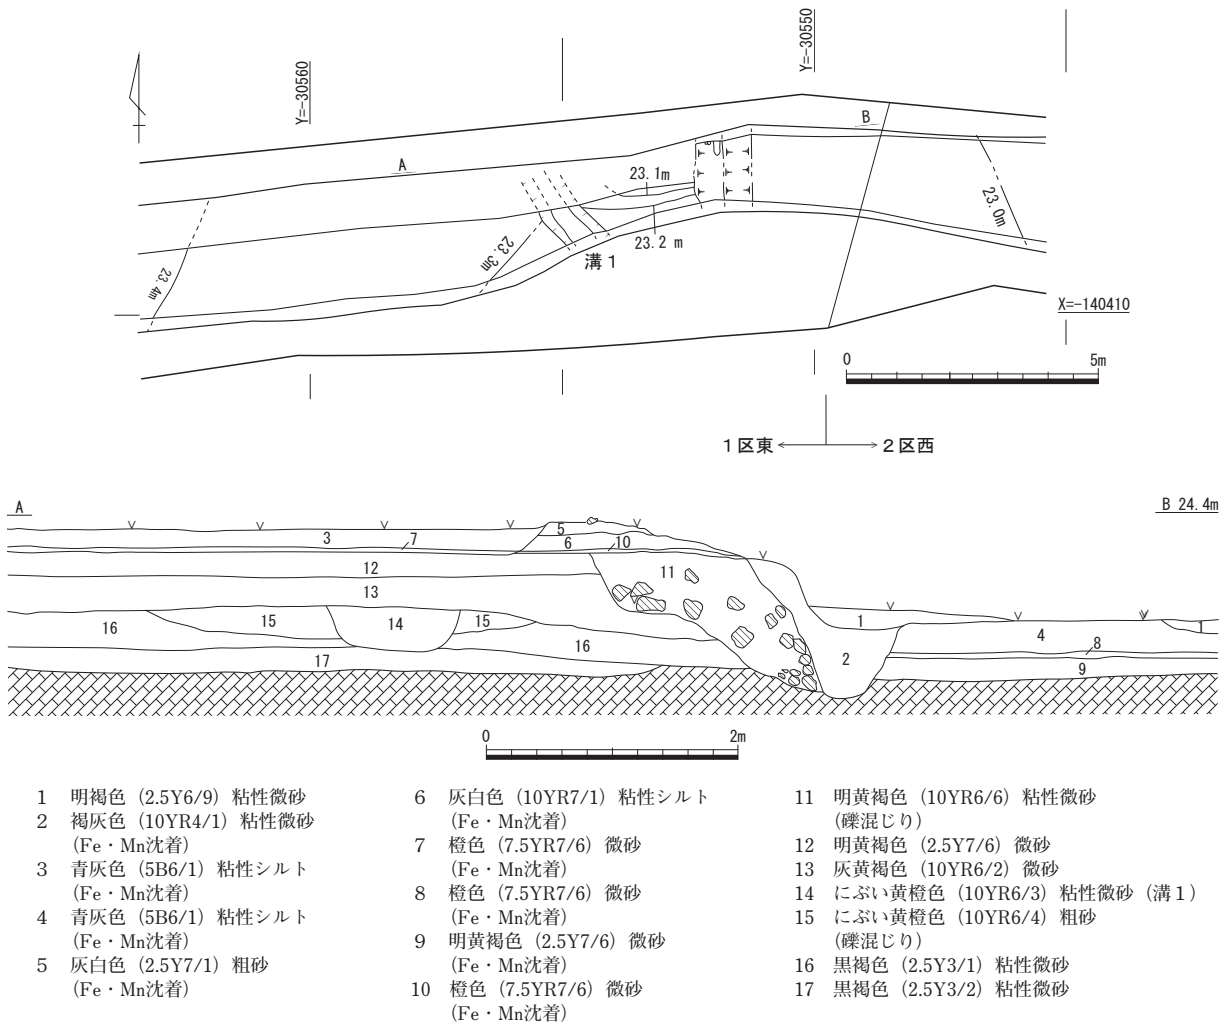 Y=-30560
Y=-30550
A
B
23.1m
23.2 m
23.3m
23.4m
23.0m
溝1
X=-140410
0 5m
1区東 2区西
A
B 24.4m
5
3 7 6 10
12 11
13
16 15 14 15 16 1 4 1
2 8
17 9
0 2m
1 明褐色（2.5Y6/9）粘性微砂
2 褐灰色（10YR4/1）粘性微砂
（Fe・Mn沈着）
3 青灰色（5B6/1）粘性シルト
（Fe・Mn沈着）
4 青灰色（5B6/1）粘性シルト
（Fe・Mn沈着）
5 灰白色（2.5Y7/1）粗砂
（Fe・Mn沈着）
6 灰白色（10YR7/1）粘性シルト
（Fe・Mn沈着）
7 橙色（7.5YR7/6）微砂
（Fe・Mn沈着）
8 橙色（7.5YR7/6）微砂
（Fe・Mn沈着）
9 明黄褐色（2.5Y7/6）微砂
（Fe・Mn沈着）
10 橙色（7.5YR7/6）微砂
（Fe・Mn沈着）
11 明黄褐色（10YR6/6）粘性微砂
（礫混じり）
12 明黄褐色（2.5Y7/6）微砂
13 灰黄褐色（10YR6/2）微砂
14 にぶい黄橙色（10YR6/3）粘性微砂（溝1）
15 にぶい黄橙色（10YR6/4）粗砂
（礫混じり）
16 黒褐色（2.5Y3/1）粘性微砂
17 黒褐色（2.5Y3/2）粘性微砂